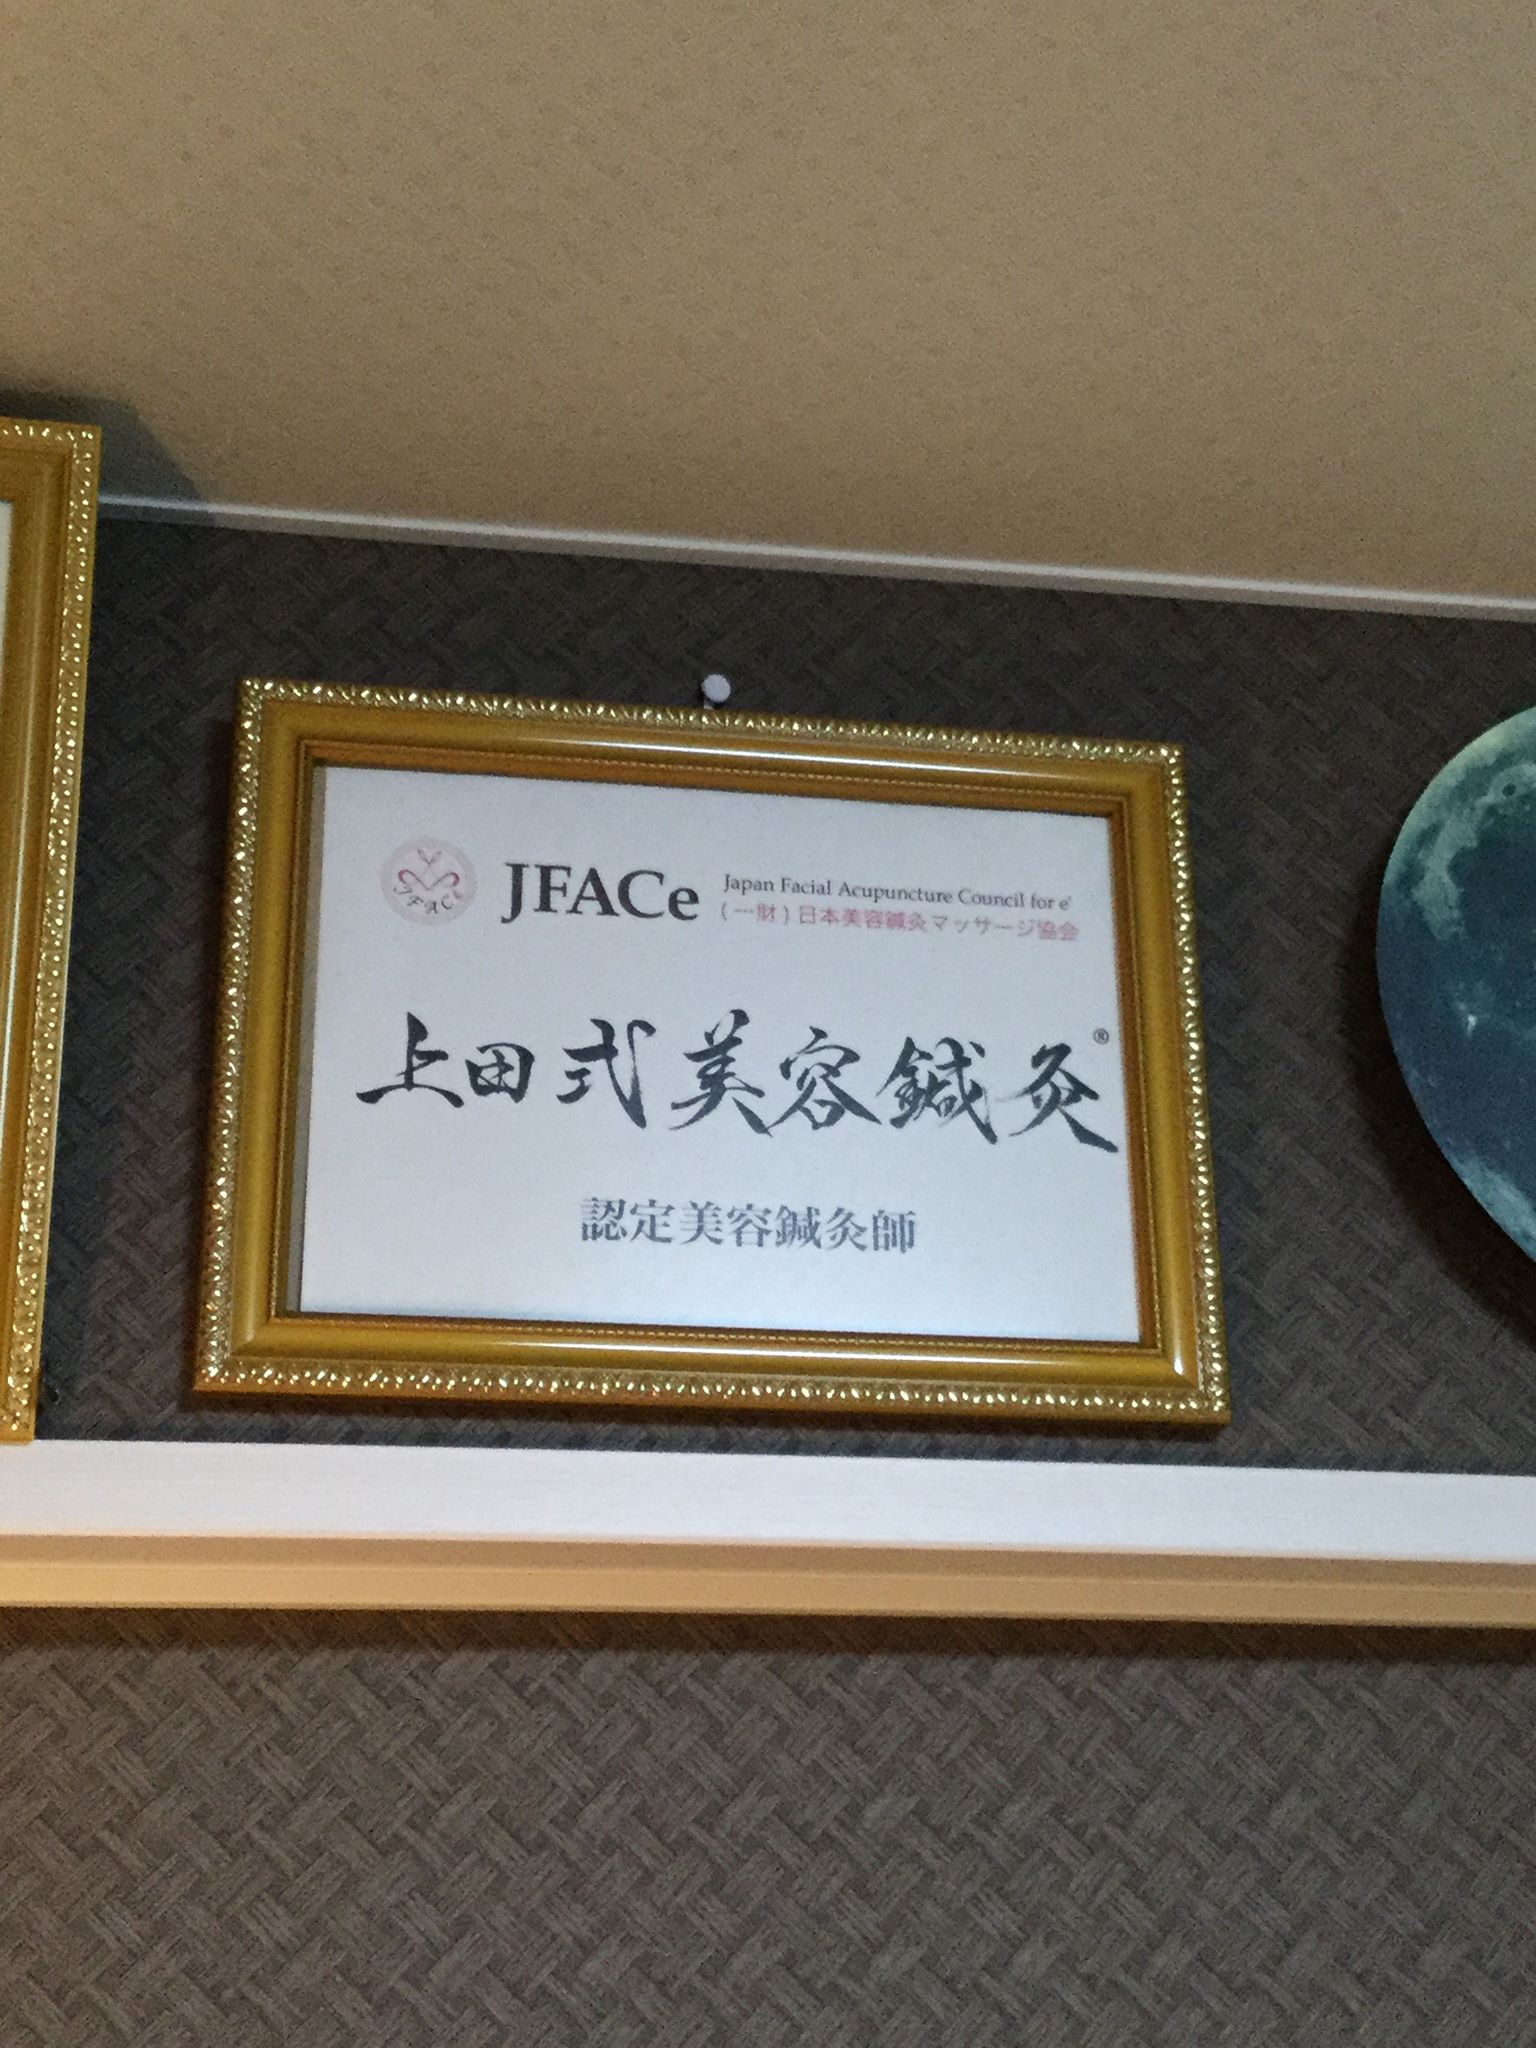 JFACe
JFACe
Japan Facial Acupuncture Council for e'
(一財)日本美容鍼灸マッサージ協会
上田式美容鍼灸®
認定美容鍼灸師